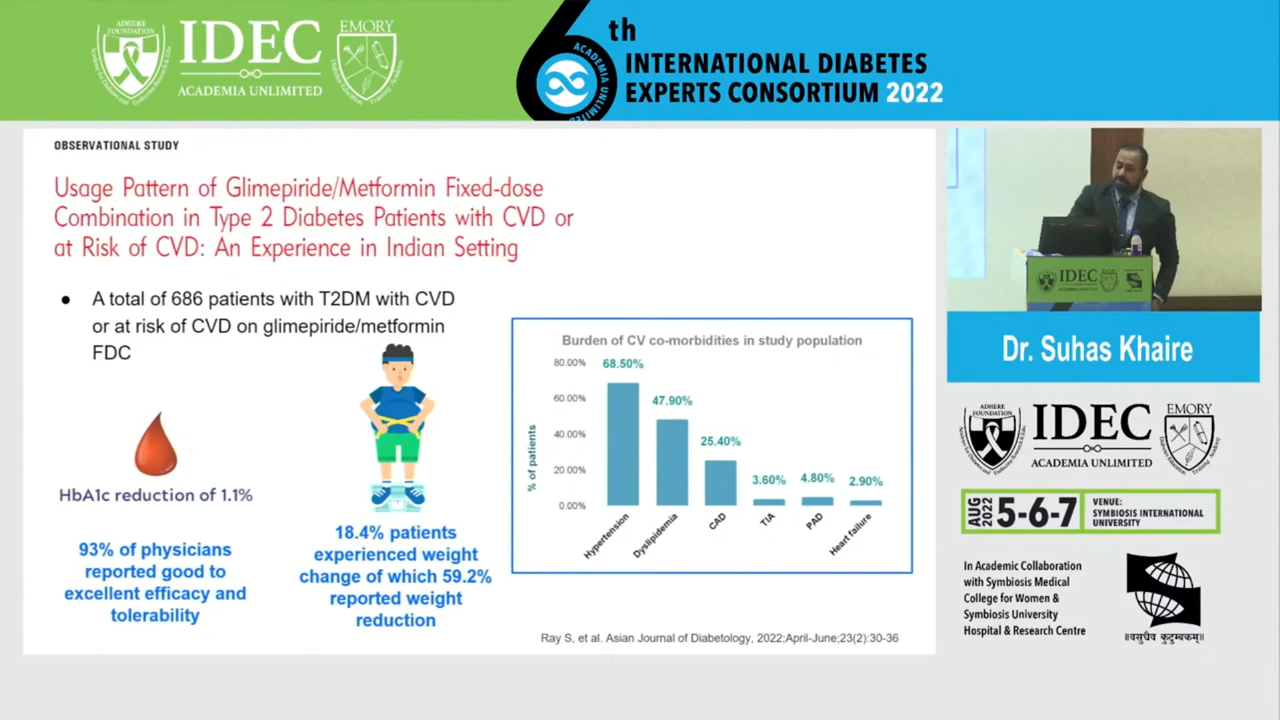 ADHERE
FOUNDATION
IDEC
ACADEMIA UNLIMITED
EMORY
6th
ACADEMIA UNLIMITED
INTERNATIONAL DIABETES
EXPERTS CONSORTIUM 2022
OBSERVATIONAL STUDY
Usage Pattern of Glimepiride/Metformin Fixed-dose
Combination in Type 2 Diabetes Patients with CVD or
at Risk of CVD: An Experience in Indian Setting
● A total of 686 patients with T2DM with CVD
or at risk of CVD on glimepiride/metformin
FDC
HbA1c reduction of 1.1%
93% of physicians
reported good to
excellent efficacy and
tolerability
18.4% patients
experienced weight
change of which 59.2%
reported weight
reduction
Burden of CV co-morbidities in study population
% of patients
80.00%
60.00%
40.00%
20.00%
0.00%
68.50%
47.90%
25.40%
3.60%
4.80%
2.90%
Hypertension
Dyslipidemia
CAD
TIA
PAD
Heart failure
Ray S, et al. Asian Journal of Diabetology, 2022;April-June;23(2):30-36
IDEC
Dr. Suhas Khaire
ADHERE
FOUNDATION
IDEC
ACADEMIA UNLIMITED
EMORY
AUG
2022
5-6-7
VENUE:
SYMBIOSIS INTERNATIONAL
UNIVERSITY
In Academic Collaboration
with Symbiosis Medical
College for Women &
Symbiosis University
Hospital & Research Centre
॥वसुधैव कुटुम्बकम्॥